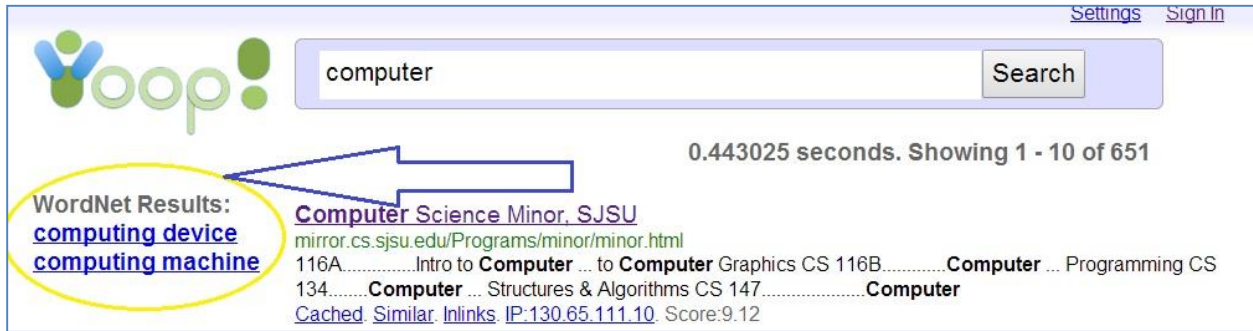 Settings Sign In
Yoop!
computer
Search
0.443025 seconds. Showing 1 - 10 of 651
WordNet Results:
computing device
computing machine
Computer Science Minor, SJSU
mirror.cs.sjsu.edu/Programs/minor/minor.html
116A..............Intro to Computer ... to Computer Graphics CS 116B............Computer ... Programming CS
134.......Computer ... Structures & Algorithms CS 147....................Computer
Cached. Similar. Inlinks. IP:130.65.111.10. Score:9.12